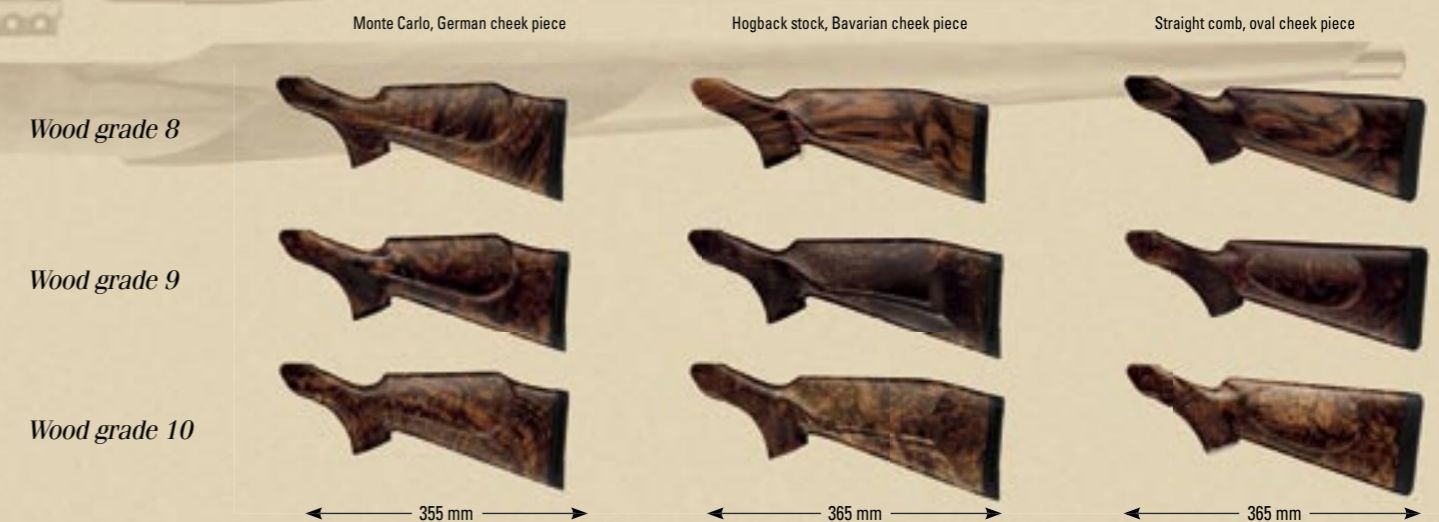 Monte Carlo, German cheek piece
Hogback stock, Bavarian cheek piece
Straight comb, oval cheek piece
Wood grade 8
Wood grade 9
Wood grade 10
355 mm
365 mm
365 mm